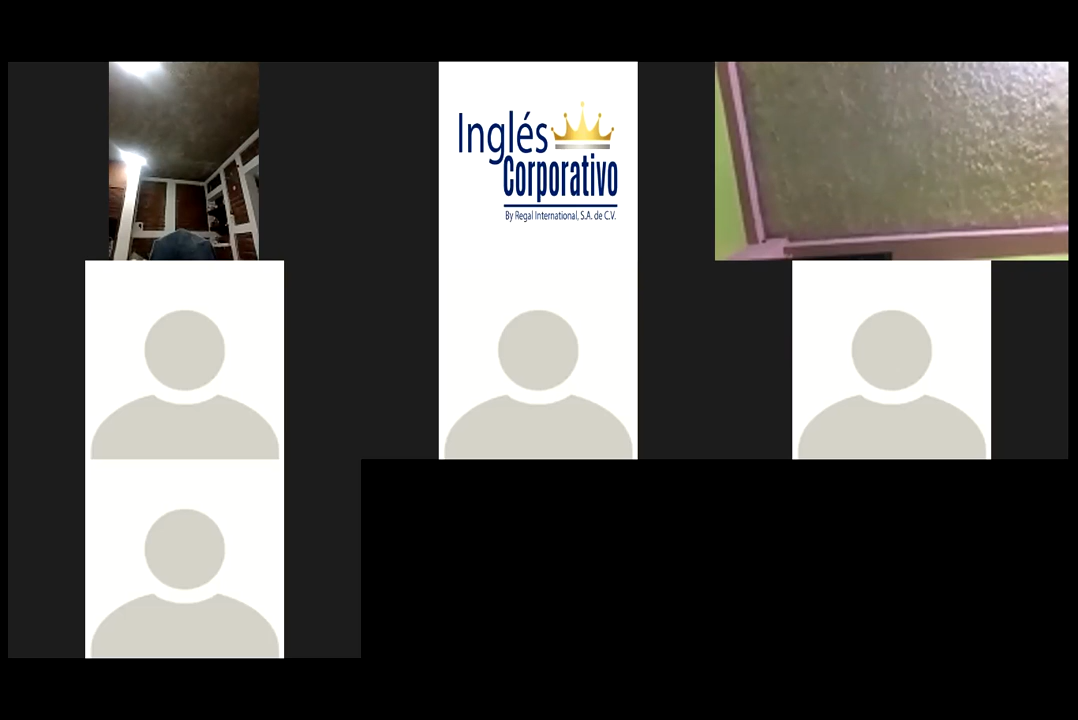 Inglés
Corporativo
By Regal International, S.A. de C.V.